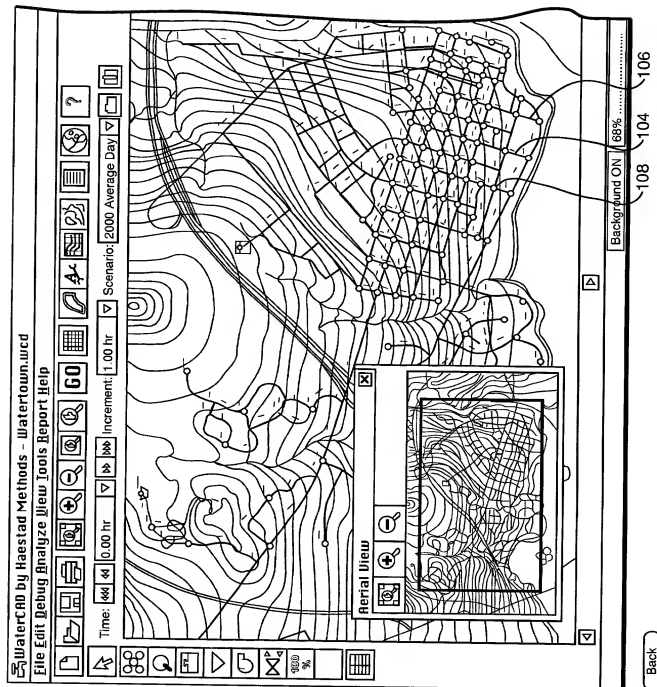 WaterCAD by Haestad Methods - Watertown.wcd
File Edit Debug Analyze View Tools Report Help
GO ?
Time: 0.00 hr Increment: 1.00 hr Scenario: 2000 Average Day
100
%
Aerial View
Background ON 68%
108
104
106
Back